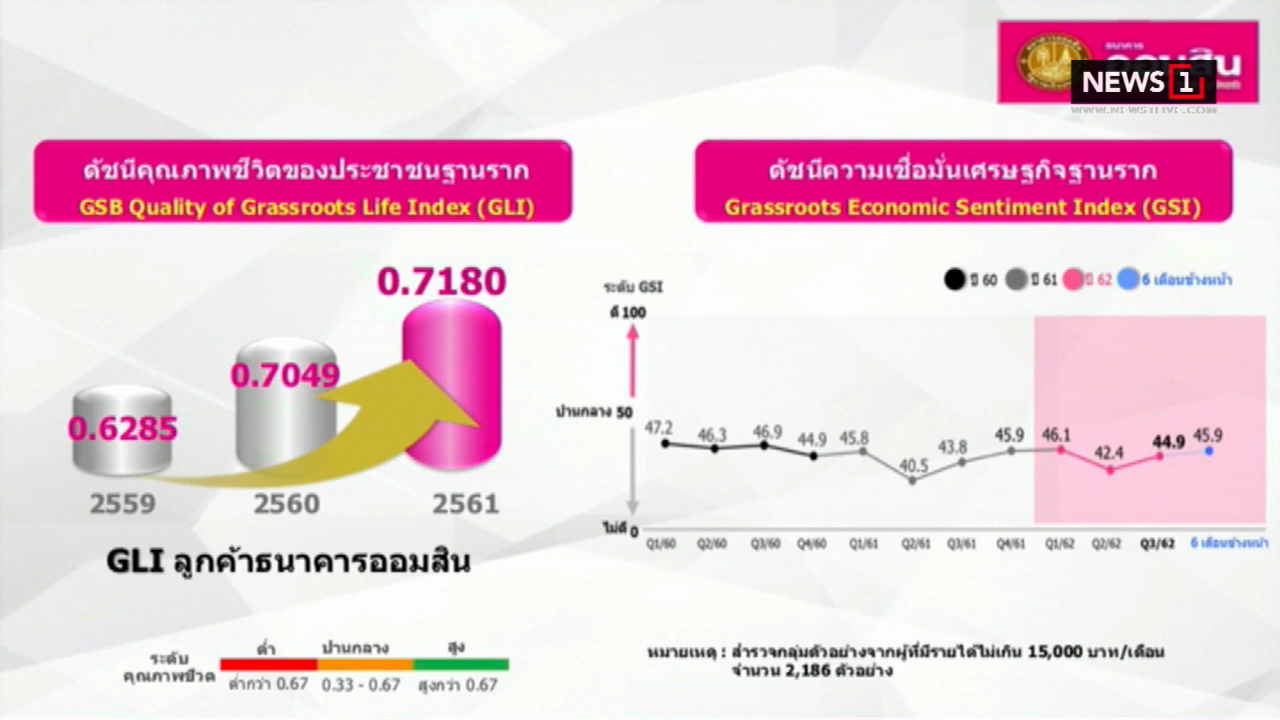 ธนาคาร
NEWS 1
WWW.NEWS1LIVE.COM
ดัชนีคุณภาพชีวิตของประชาชนฐานราก
GSB Quality of Grassroots Life Index (GLI)
0.6285
0.7049
0.7180
2559 2560 2561
GLI ลูกค้าธนาคารออมสิน
ระดับ
คุณภาพชีวิต
ต่ำ ปานกลาง สูง
ต่ำกว่า 0.67 0.33 - 0.67 สูงกว่า 0.67
ดัชนีความเชื่อมั่นเศรษฐกิจฐานราก
Grassroots Economic Sentiment Index (GSI)
ปี 60 ปี 61 ปี 62 6 เดือนข้างหน้า
ระดับ GSI
ดี 100
ปานกลาง 50
ไม่ดี 0
47.2 46.3 46.9 44.9 45.8 40.5 43.8 45.9 46.1 42.4 44.9 45.9
Q1/60 Q2/60 Q3/60 Q4/60 Q1/61 Q2/61 Q3/61 Q4/61 Q1/62 Q2/62 Q3/62 6 เดือนข้างหน้า
หมายเหตุ : สำรวจกลุ่มตัวอย่างจากผู้ที่มีรายได้ไม่เกิน 15,000 บาท/เดือน
จำนวน 2,186 ตัวอย่าง